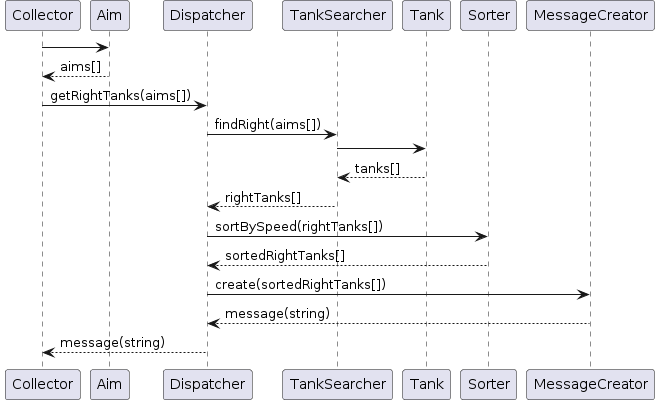 Collector Aim Dispatcher TankSearcher Tank Sorter MessageCreator
aims[]
getRightTanks(aims[])
findRight(aims[])
tanks[]
rightTanks[]
sortBySpeed(rightTanks[])
sortedRightTanks[]
create(sortedRightTanks[])
message(string)
message(string)
Collector Aim Dispatcher TankSearcher Tank Sorter MessageCreator